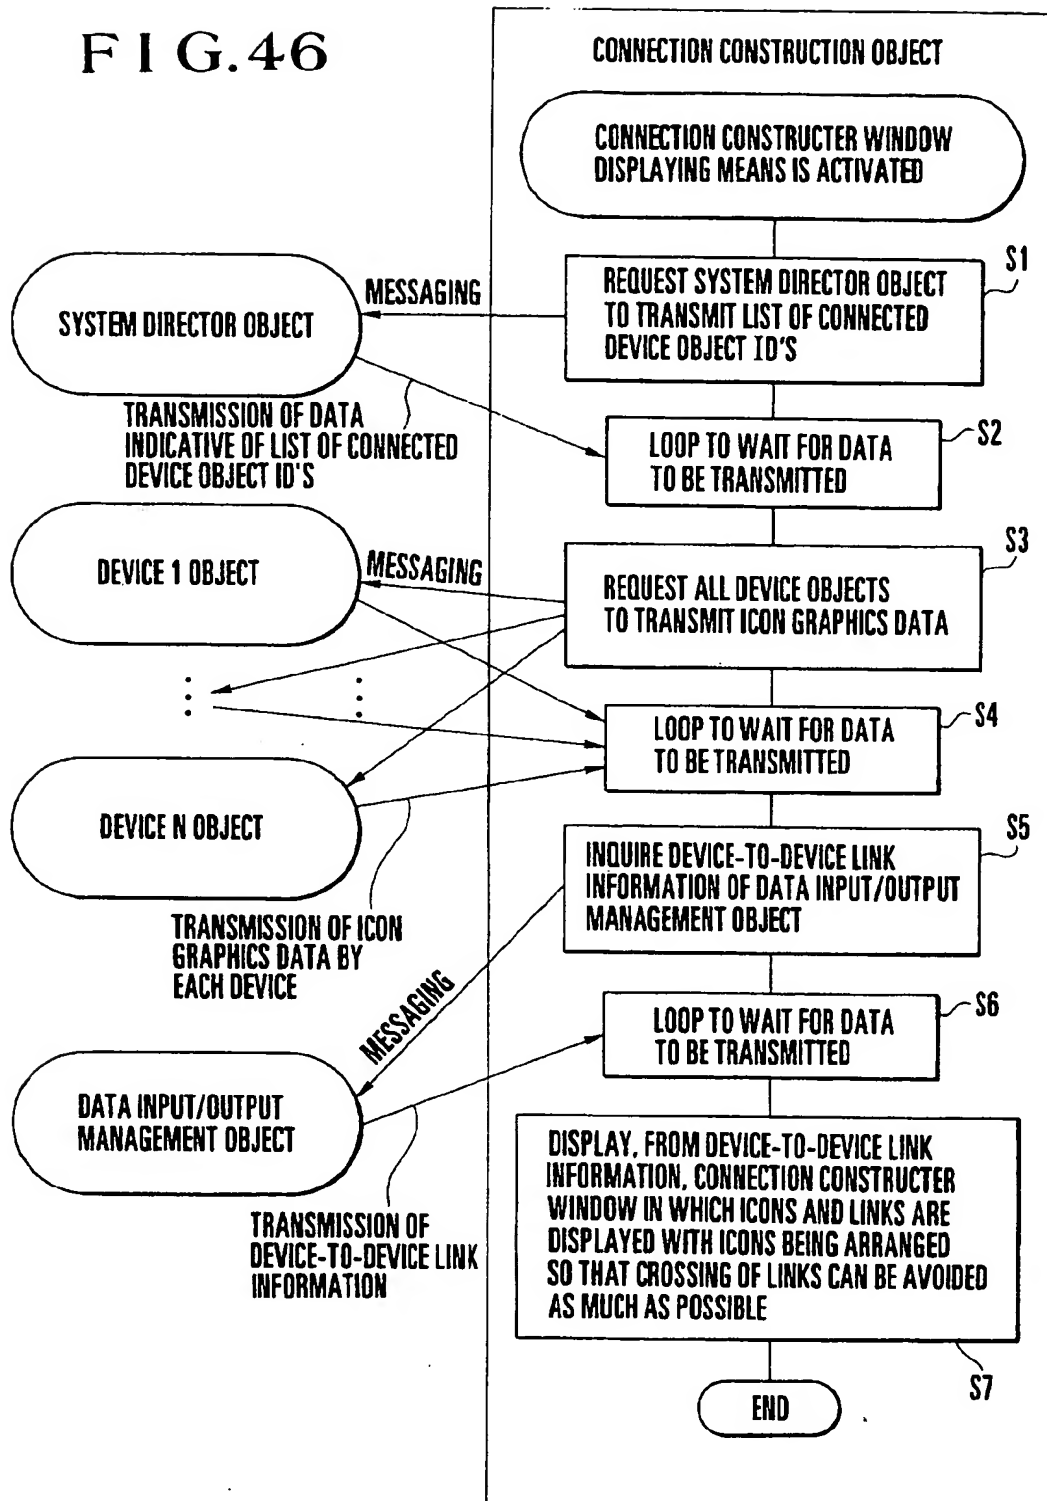 FIG.46
CONNECTION CONSTRUCTION OBJECT
CONNECTION CONSTRUCTER WINDOW
DISPLAYING MEANS IS ACTIVATED
S1
REQUEST SYSTEM DIRECTOR OBJECT
TO TRANSMIT LIST OF CONNECTED
DEVICE OBJECT ID'S
MESSAGING
SYSTEM DIRECTOR OBJECT
TRANSMISSION OF DATA
INDICATIVE OF LIST OF CONNECTED
DEVICE OBJECT ID'S
S2
LOOP TO WAIT FOR DATA
TO BE TRANSMITTED
S3
REQUEST ALL DEVICE OBJECTS
TO TRANSMIT ICON GRAPHICS DATA
MESSAGING
DEVICE 1 OBJECT
S4
LOOP TO WAIT FOR DATA
TO BE TRANSMITTED
DEVICE N OBJECT
TRANSMISSION OF ICON
GRAPHICS DATA BY
EACH DEVICE
S5
INQUIRE DEVICE-TO-DEVICE LINK
INFORMATION OF DATA INPUT/OUTPUT
MANAGEMENT OBJECT
MESSAGING
S6
LOOP TO WAIT FOR DATA
TO BE TRANSMITTED
DATA INPUT/OUTPUT
MANAGEMENT OBJECT
TRANSMISSION OF
DEVICE-TO-DEVICE LINK
INFORMATION
DISPLAY, FROM DEVICE-TO-DEVICE LINK
INFORMATION, CONNECTION CONSTRUCTER
WINDOW IN WHICH ICONS AND LINKS ARE
DISPLAYED WITH ICONS BEING ARRANGED
SO THAT CROSSING OF LINKS CAN BE AVOIDED
AS MUCH AS POSSIBLE
S7
END